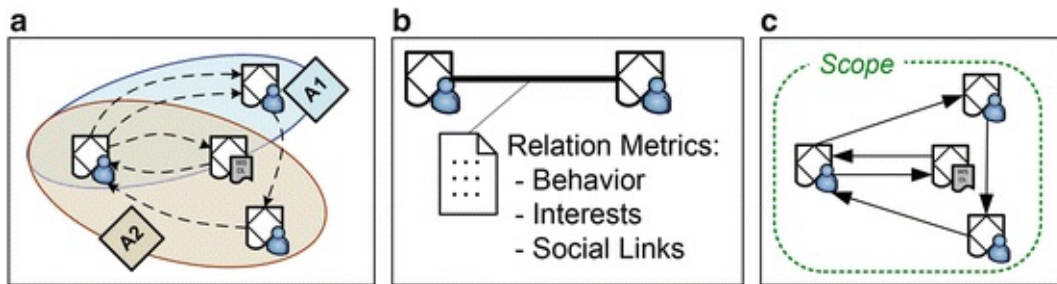 a
A1
A2
b
Relation Metrics:
- Behavior
- Interests
- Social Links
c
Scope